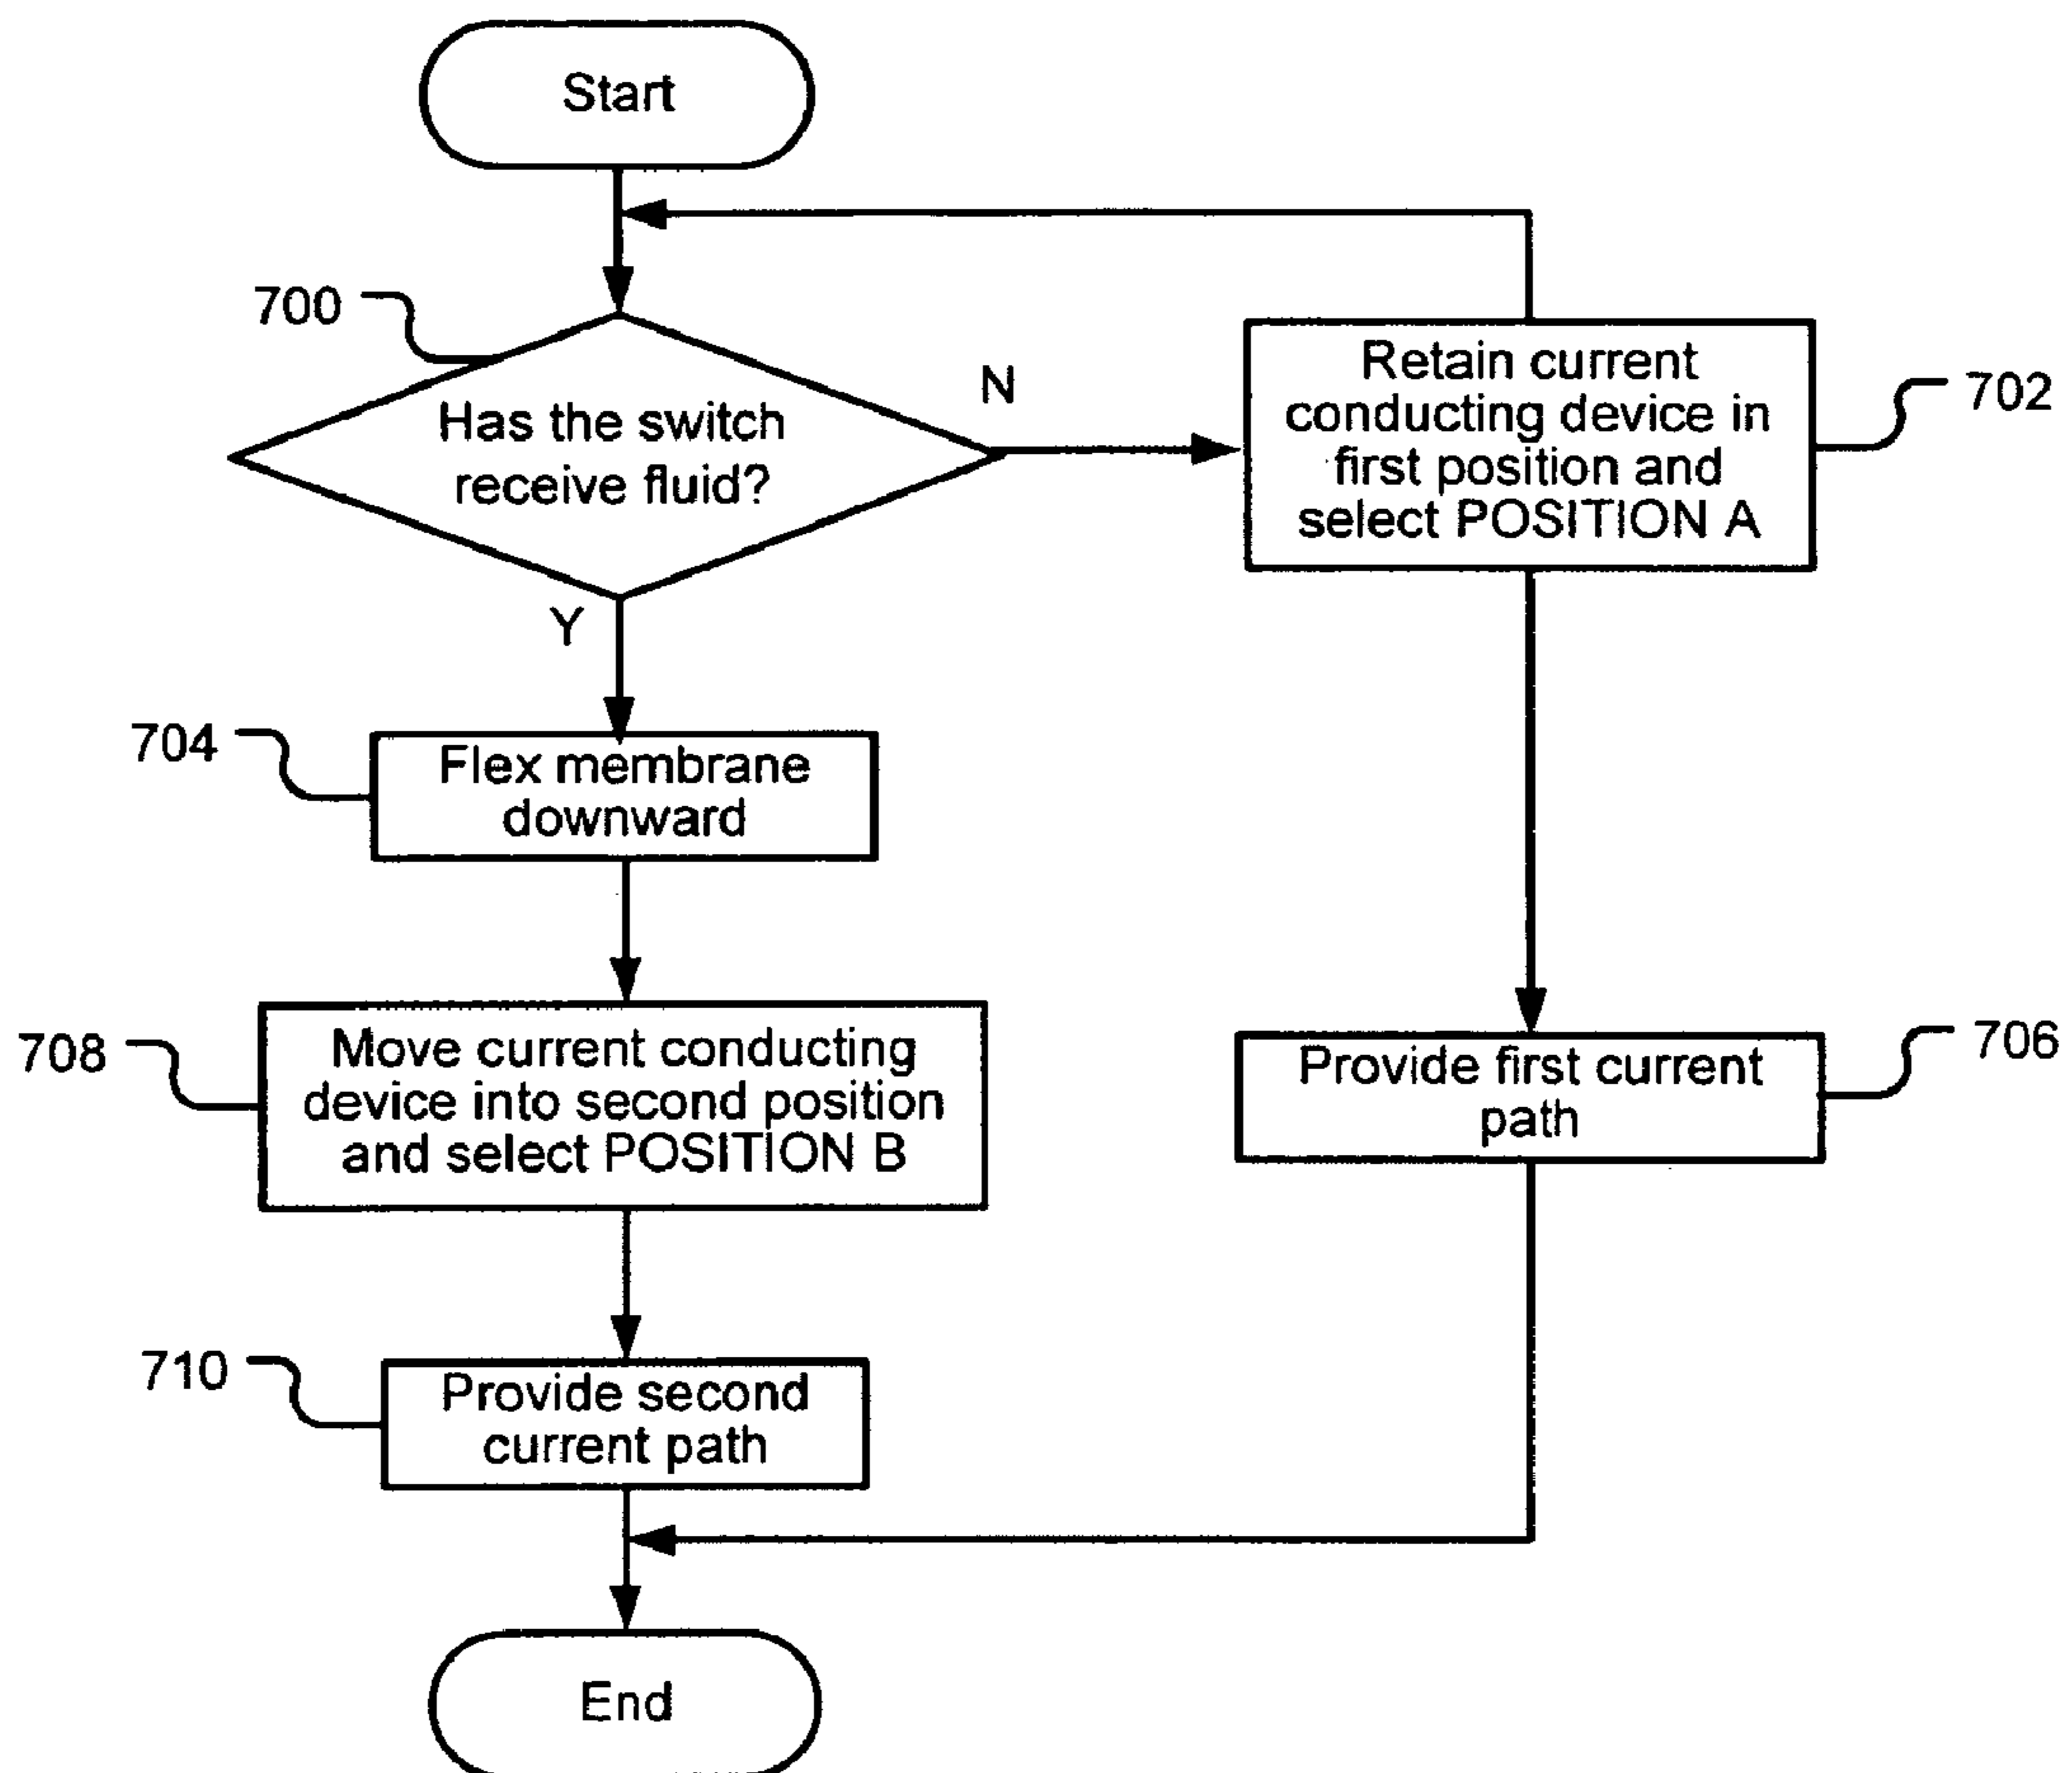 Start
700
Has the switch
receive fluid?
N
Y
Retain current
conducting device in
first position and
select POSITION A
702
704
Flex membrane
downward
708
Move current conducting
device into second position
and select POSITION B
Provide first current
path
706
710
Provide second
current path
End